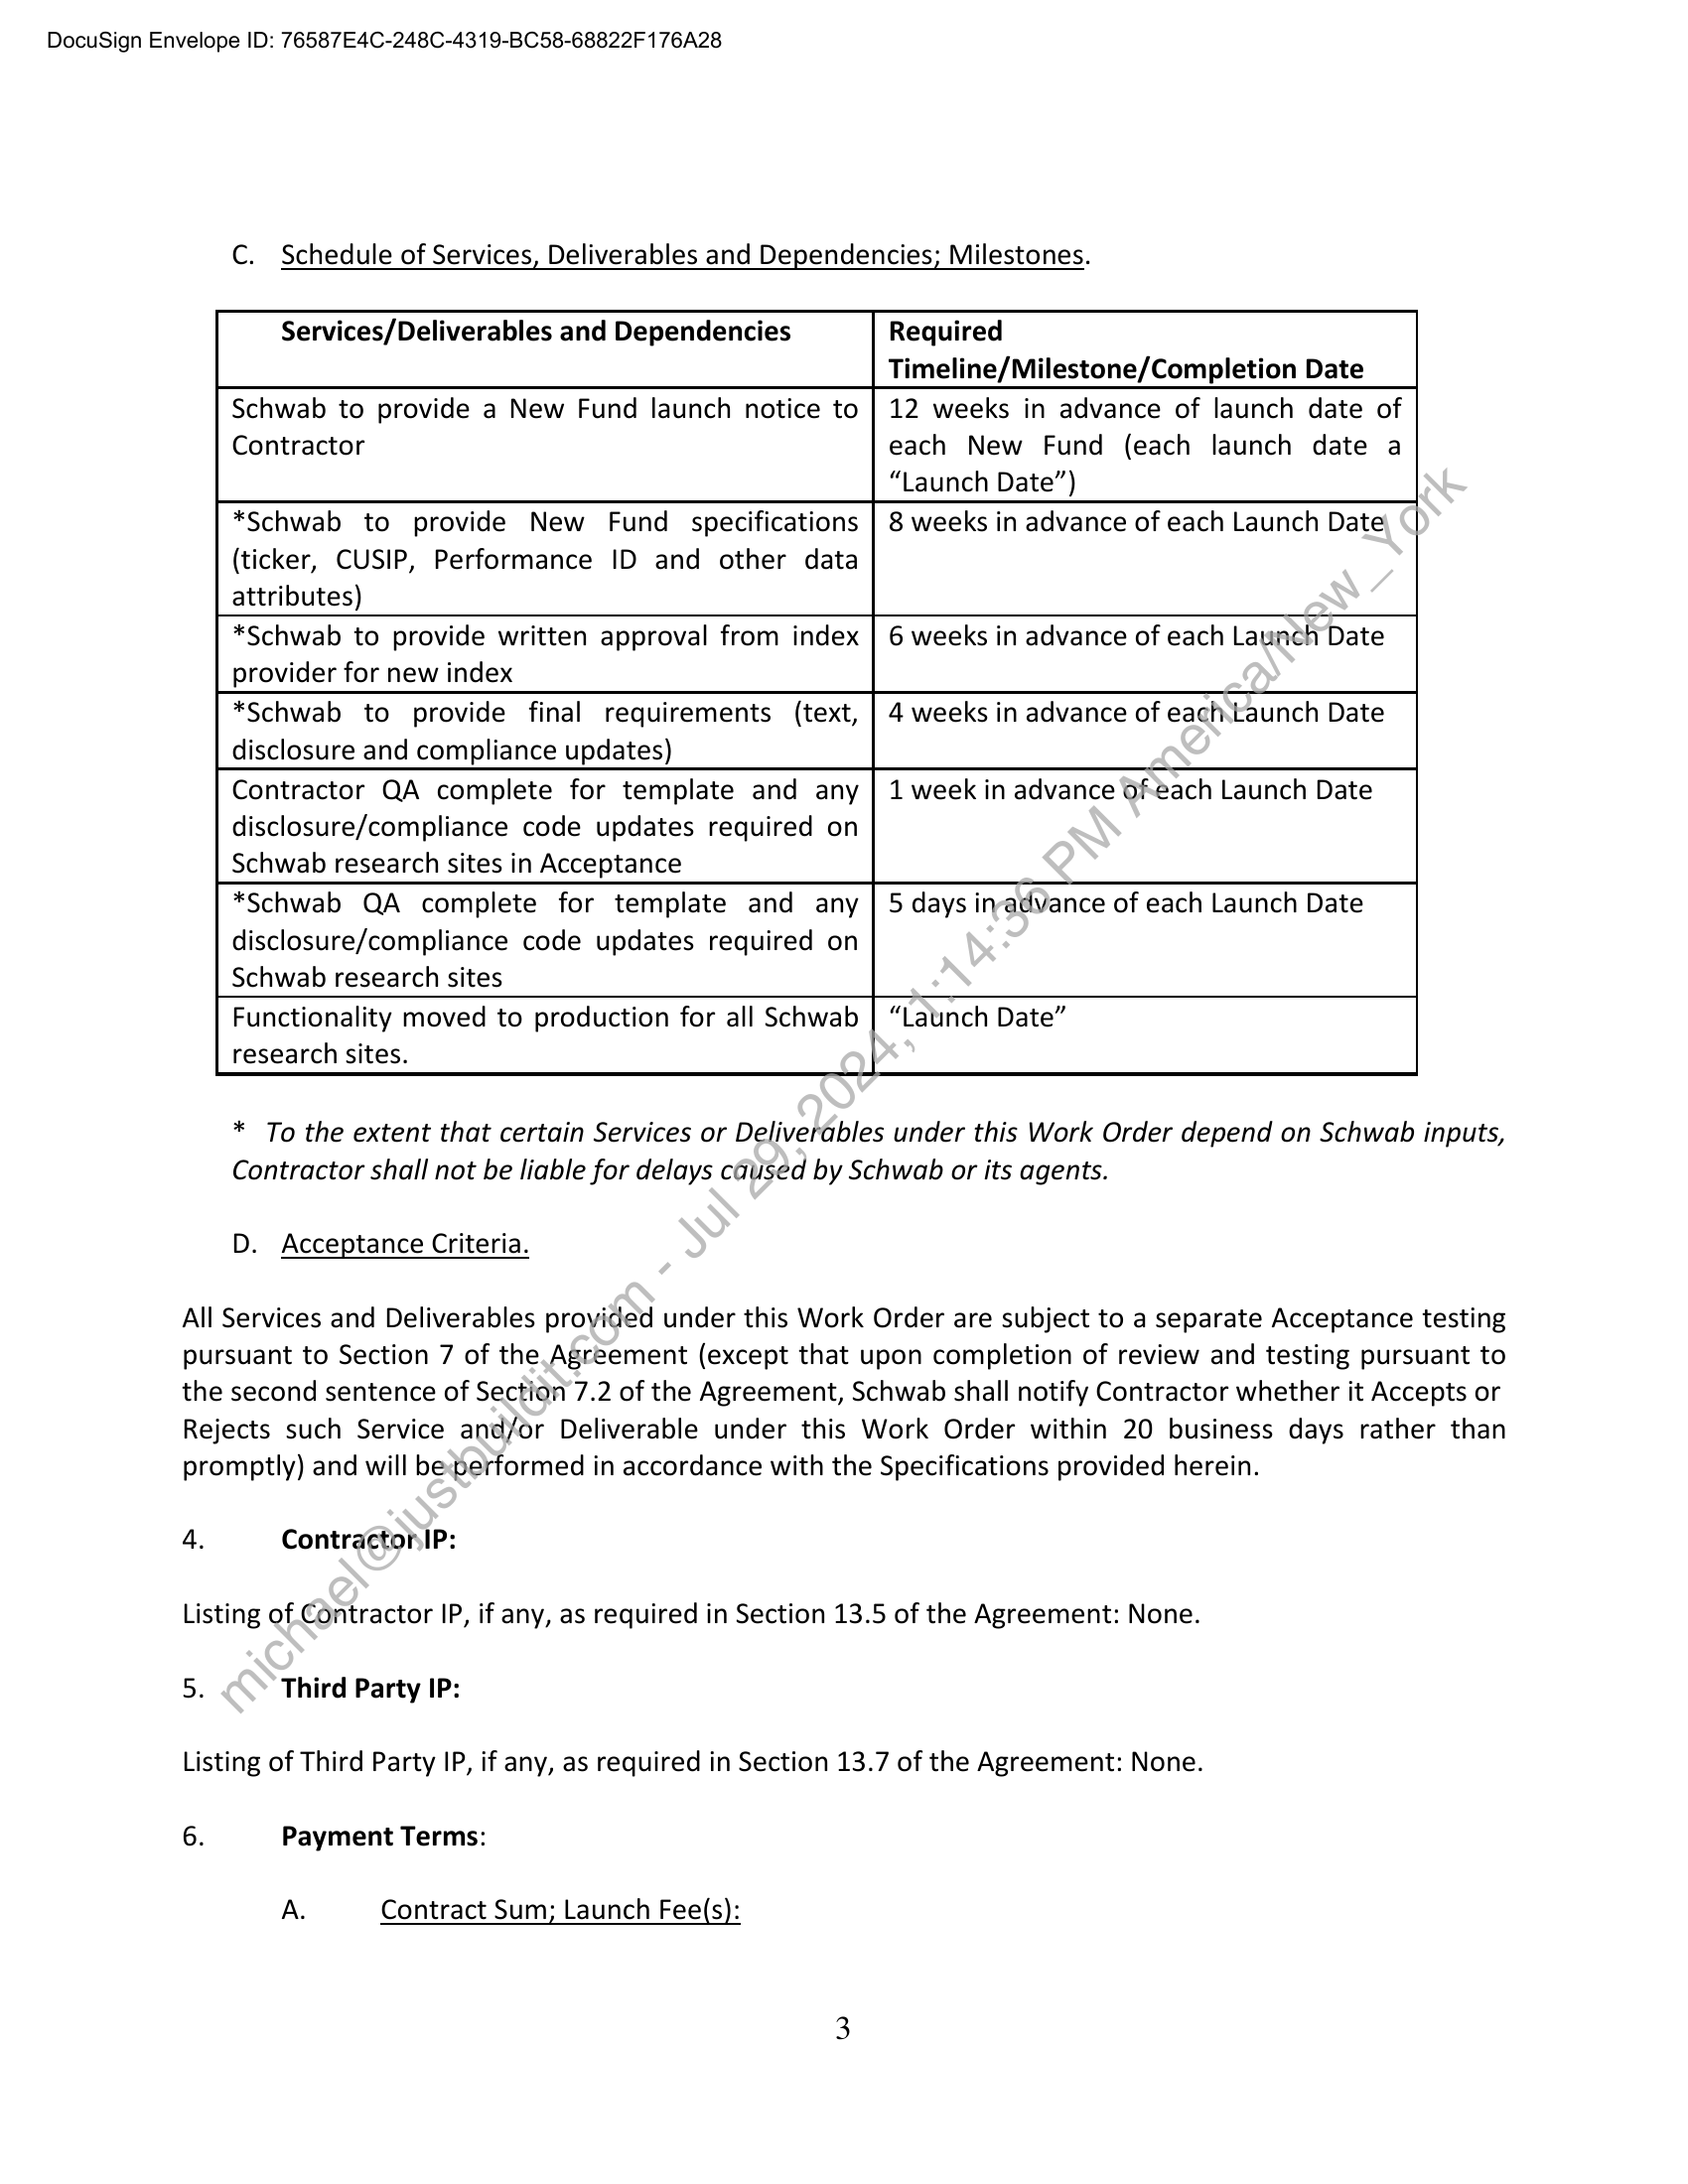 DocuSign Envelope ID: 76587E4C-248C-4319-BC58-68822F176A28
C. Schedule of Services, Deliverables and Dependencies; Milestones.
Services/Deliverables and Dependencies
Required
Timeline/Milestone/Completion Date
Schwab to provide a New Fund launch notice to
Contractor
12 weeks in advance of launch date of
each New Fund (each launch date a
“Launch Date”)
*Schwab to provide New Fund specifications
(ticker, CUSIP, Performance ID and other data
attributes)
8 weeks in advance of each Launch Date
*Schwab to provide written approval from index
provider for new index
6 weeks in advance of each Launch Date
*Schwab to provide final requirements (text,
disclosure and compliance updates)
4 weeks in advance of each Launch Date
Contractor QA complete for template and any
disclosure/compliance code updates required on
Schwab research sites in Acceptance
1 week in advance of each Launch Date
*Schwab QA complete for template and any
disclosure/compliance code updates required on
Schwab research sites
5 days in advance of each Launch Date
Functionality moved to production for all Schwab
research sites.
“Launch Date”
* To the extent that certain Services or Deliverables under this Work Order depend on Schwab inputs,
Contractor shall not be liable for delays caused by Schwab or its agents.
D. Acceptance Criteria.
All Services and Deliverables provided under this Work Order are subject to a separate Acceptance testing
pursuant to Section 7 of the Agreement (except that upon completion of review and testing pursuant to
the second sentence of Section 7.2 of the Agreement, Schwab shall notify Contractor whether it Accepts or
Rejects such Service and/or Deliverable under this Work Order within 20 business days rather than
promptly) and will be performed in accordance with the Specifications provided herein.
4. Contractor IP:
Listing of Contractor IP, if any, as required in Section 13.5 of the Agreement: None.
5. Third Party IP:
Listing of Third Party IP, if any, as required in Section 13.7 of the Agreement: None.
6. Payment Terms:
A. Contract Sum; Launch Fee(s):
3
michael@justbuildit.com - Jul 29, 2024, 1:14:36 PM America/New_York